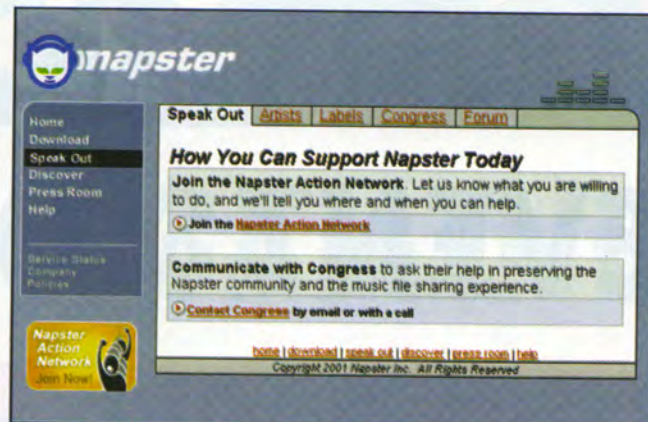 napster
Home
Download
Speak Out
Discover
Press Room
Help
Service Status
Company
Policies
Napster
Action
Network
Join Now!
Speak Out | Artists | Labels | Congress | Forum
How You Can Support Napster Today
Join the Napster Action Network. Let us know what you are willing
to do, and we'll tell you where and when you can help.
Join the Napster Action Network
Communicate with Congress to ask their help in preserving the
Napster community and the music file sharing experience.
Contact Congress by email or with a call
home | download | speak out | discover | press room | help
Copyright 2001 Napster Inc. All Rights Reserved